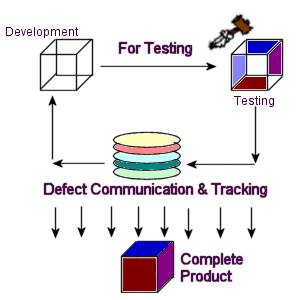 Development
For Testing
Testing
Defect Communication & Tracking
Complete
Product